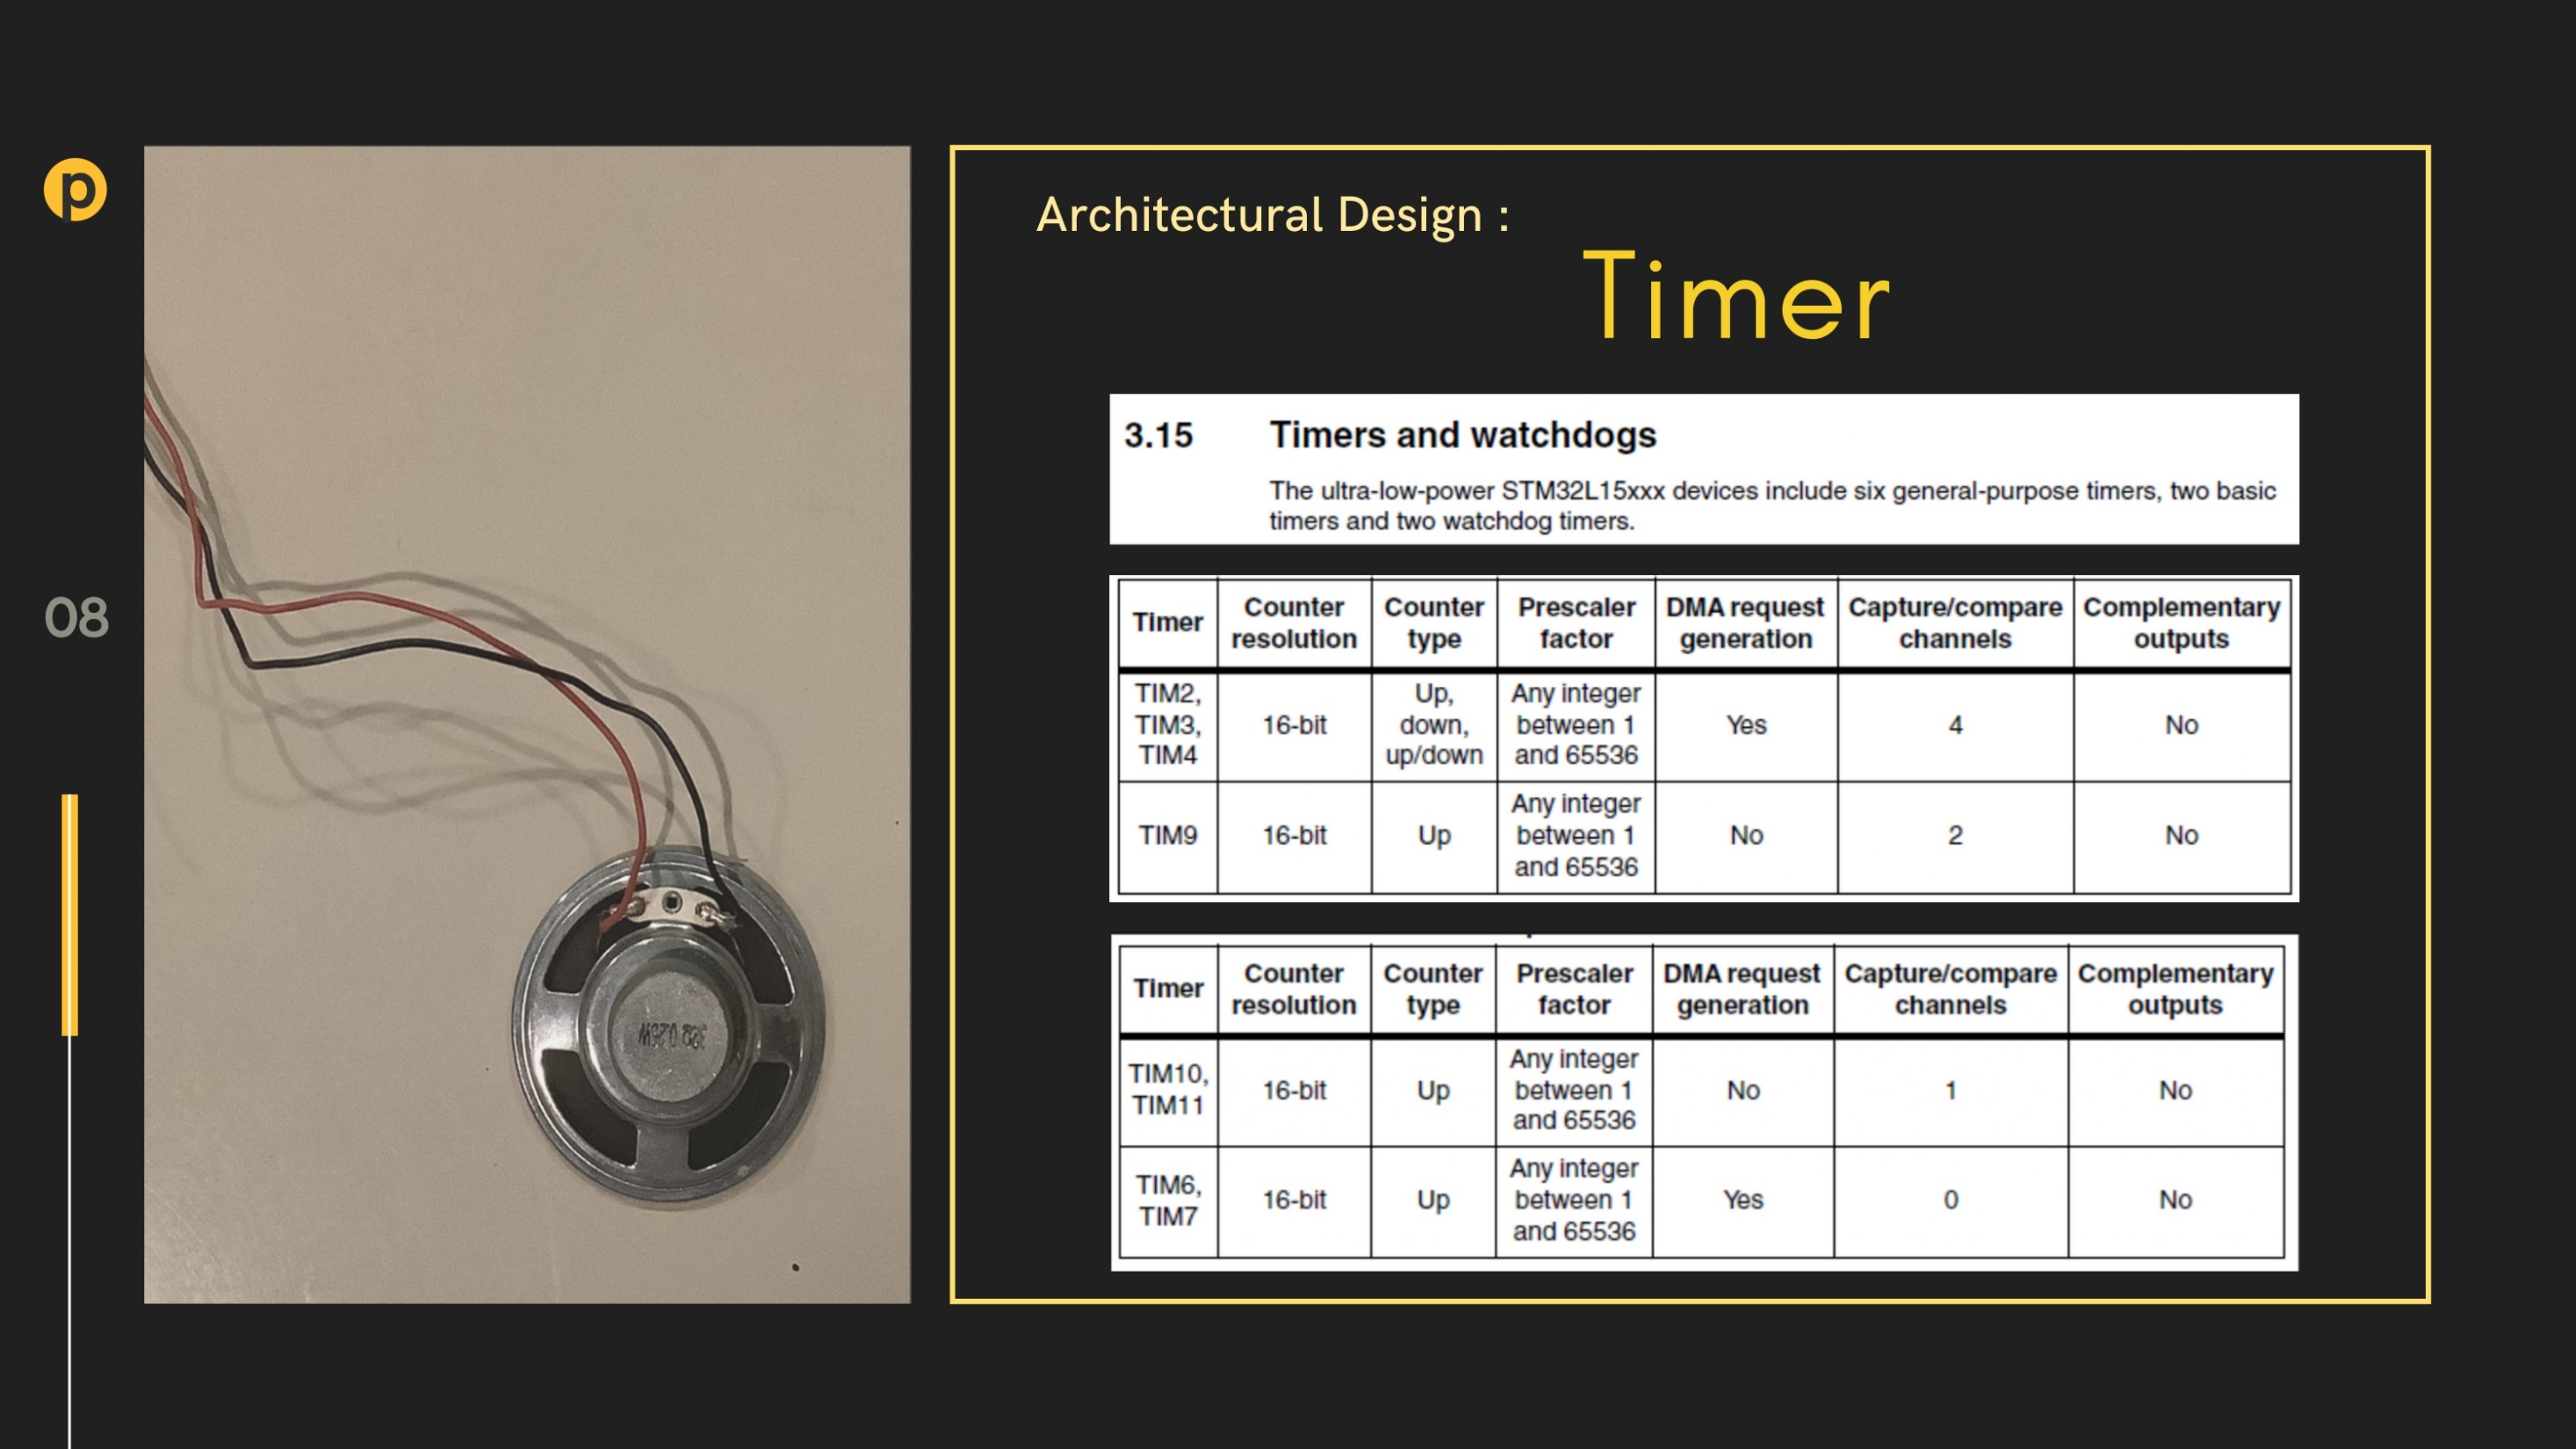 p
08
Architectural Design :
Timer
3.15 Timers and watchdogs
The ultra-low-power STM32L15xxx devices include six general-purpose timers, two basic
timers and two watchdog timers.
Timer | Counter resolution | Counter type | Prescaler factor | DMA request generation | Capture/compare channels | Complementary outputs
TIM2, TIM3, TIM4 | 16-bit | Up, down, up/down | Any integer between 1 and 65536 | Yes | 4 | No
TIM9 | 16-bit | Up | Any integer between 1 and 65536 | No | 2 | No
Timer | Counter resolution | Counter type | Prescaler factor | DMA request generation | Capture/compare channels | Complementary outputs
TIM10, TIM11 | 16-bit | Up | Any integer between 1 and 65536 | No | 1 | No
TIM6, TIM7 | 16-bit | Up | Any integer between 1 and 65536 | Yes | 0 | No
0.25W